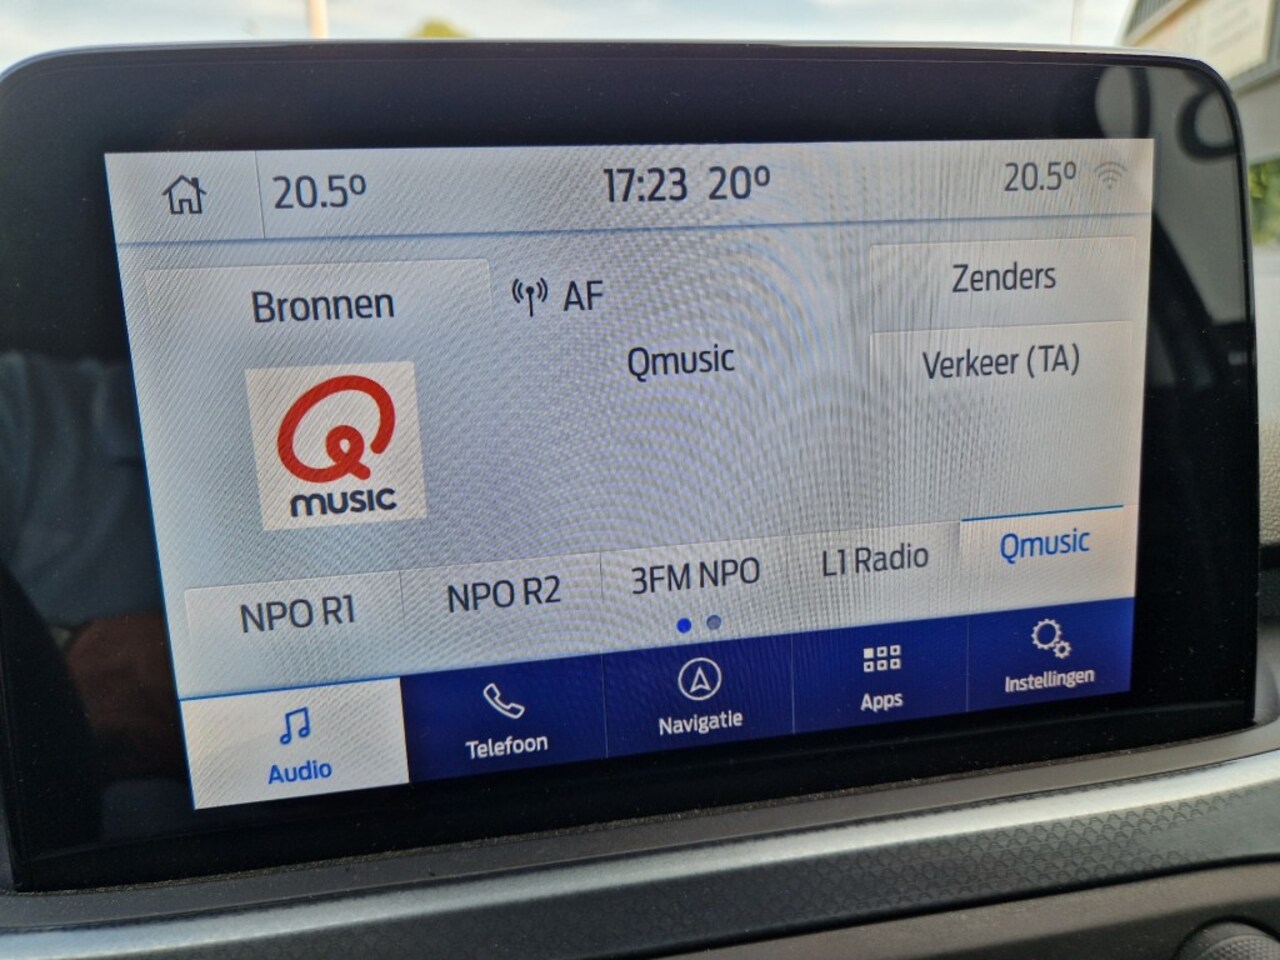 20.5º 17:23 20º 20.5º
Bronnen
AF
Zenders
Qmusic
Verkeer (TA)
music
NPO R1 NPO R2 3FM NPO L1 Radio Qmusic
Audio Telefoon Navigatie Apps Instellingen